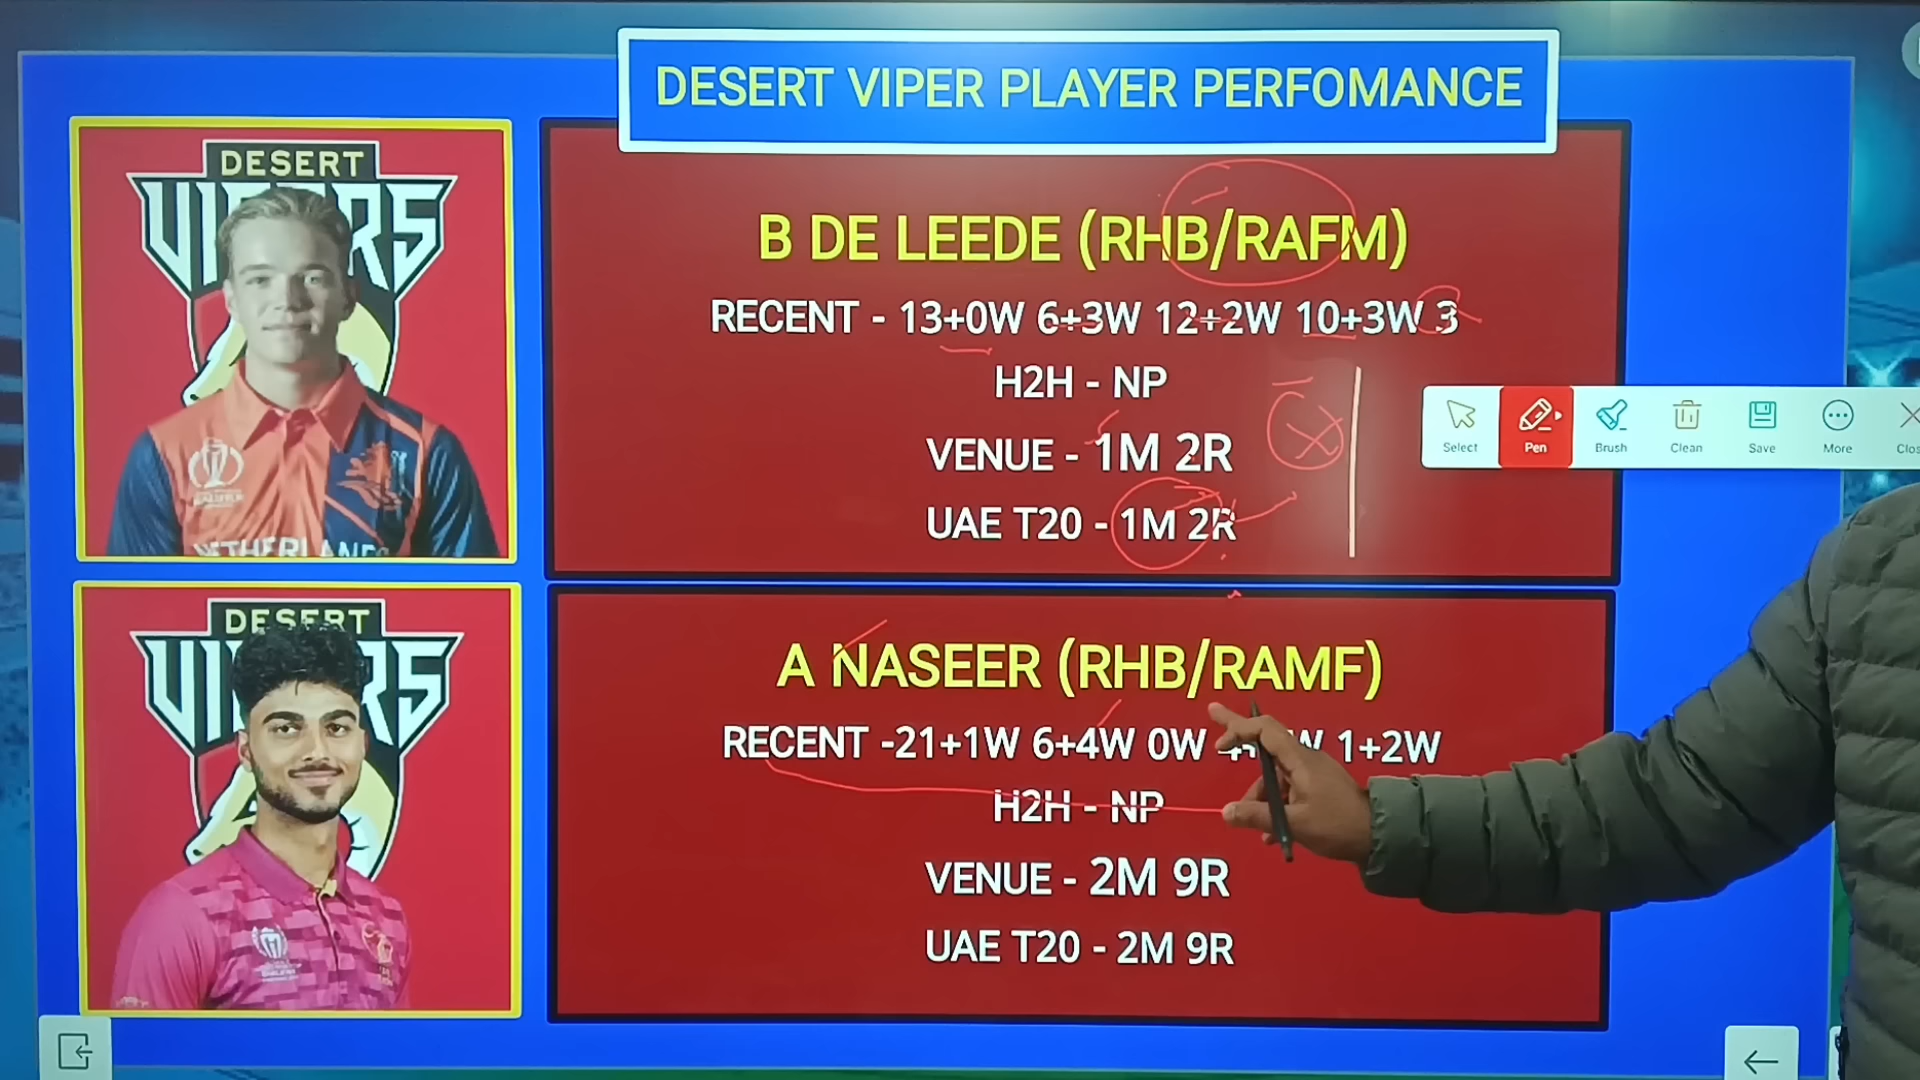 DESERT VIPER PLAYER PERFOMANCE
DESERT
B DE LEEDE (RHB/RAFM)
RECENT - 13+0W 6+3W 12+2W 10+3W 3
H2H - NP
VENUE - 1M 2R
UAE T20 - 1M 2R
Select Pen Brush Clean Save More
DESERT
A NASEER (RHB/RAMF)
RECENT -21+1W 6+4W 0W 1+2W
H2H - NP
VENUE - 2M 9R
UAE T20 - 2M 9R